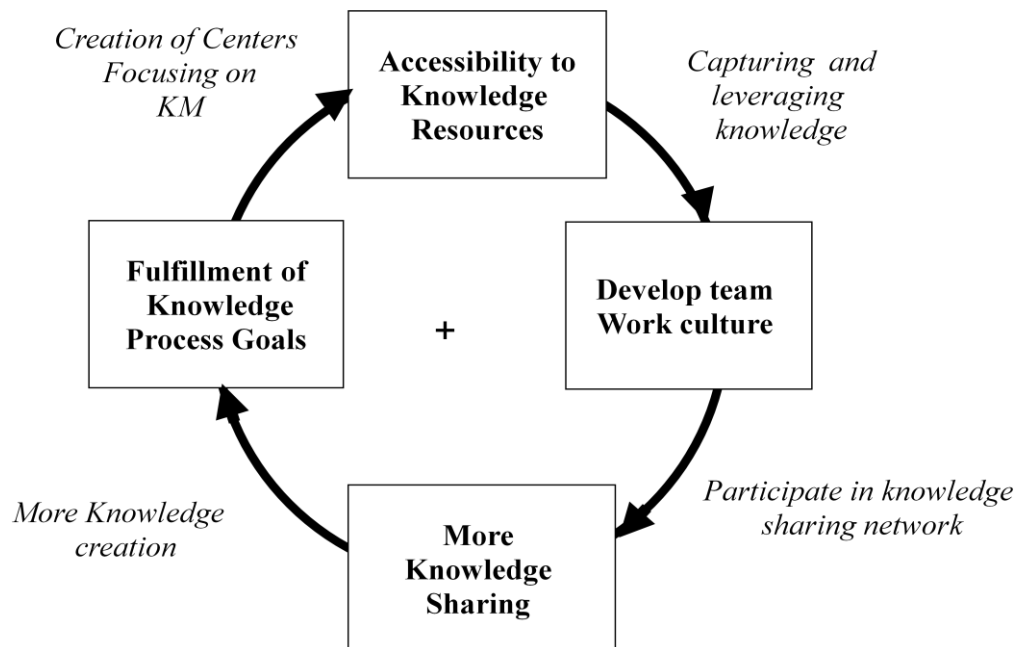 Creation of Centers
Focusing on
KM
Accessibility to
Knowledge
Resources
Capturing and
leveraging
knowledge
Fulfillment of
Knowledge
Process Goals
+
Develop team
Work culture
More Knowledge
creation
More
Knowledge
Sharing
Participate in knowledge
sharing network